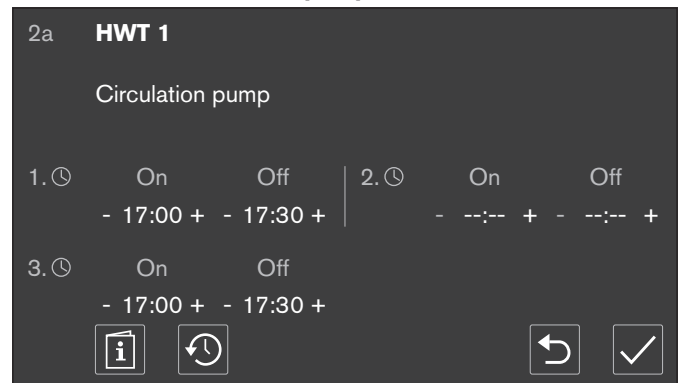 2a HWT 1
Circulation pump
1. On Off 2. On Off
- 17:00 + - 17:30 + - --:-- + - --:-- +
3. On Off
- 17:00 + - 17:30 +
i